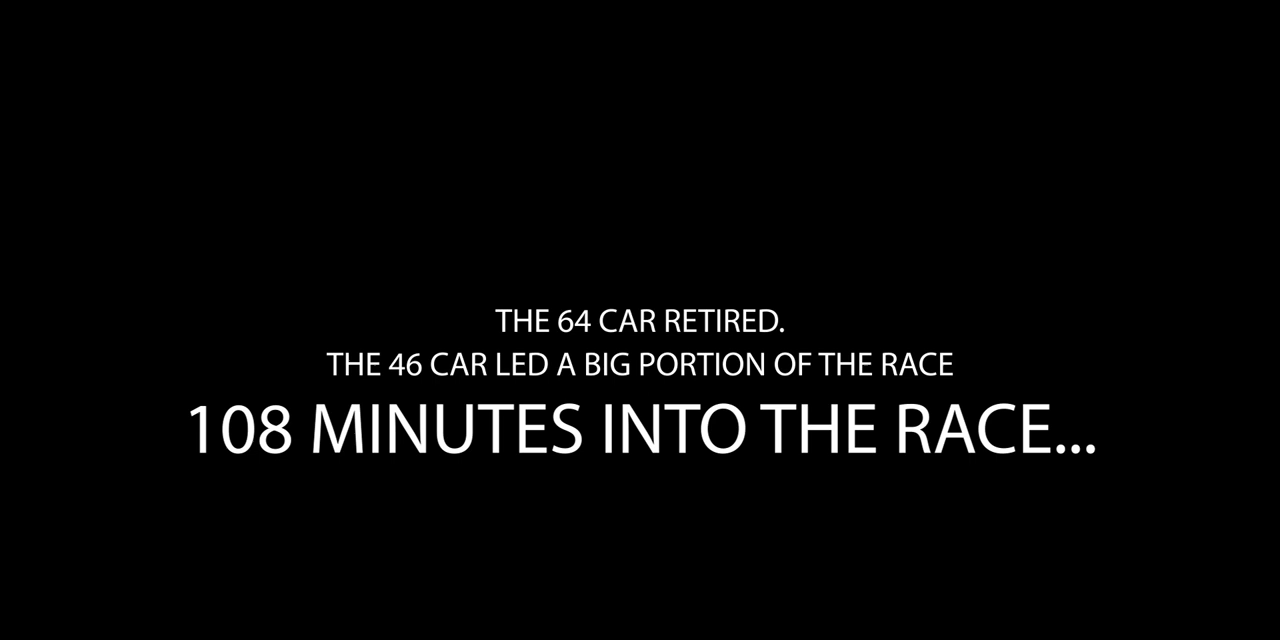 THE 64 CAR RETIRED.
THE 46 CAR LED A BIG PORTION OF THE RACE
108 MINUTES INTO THE RACE...